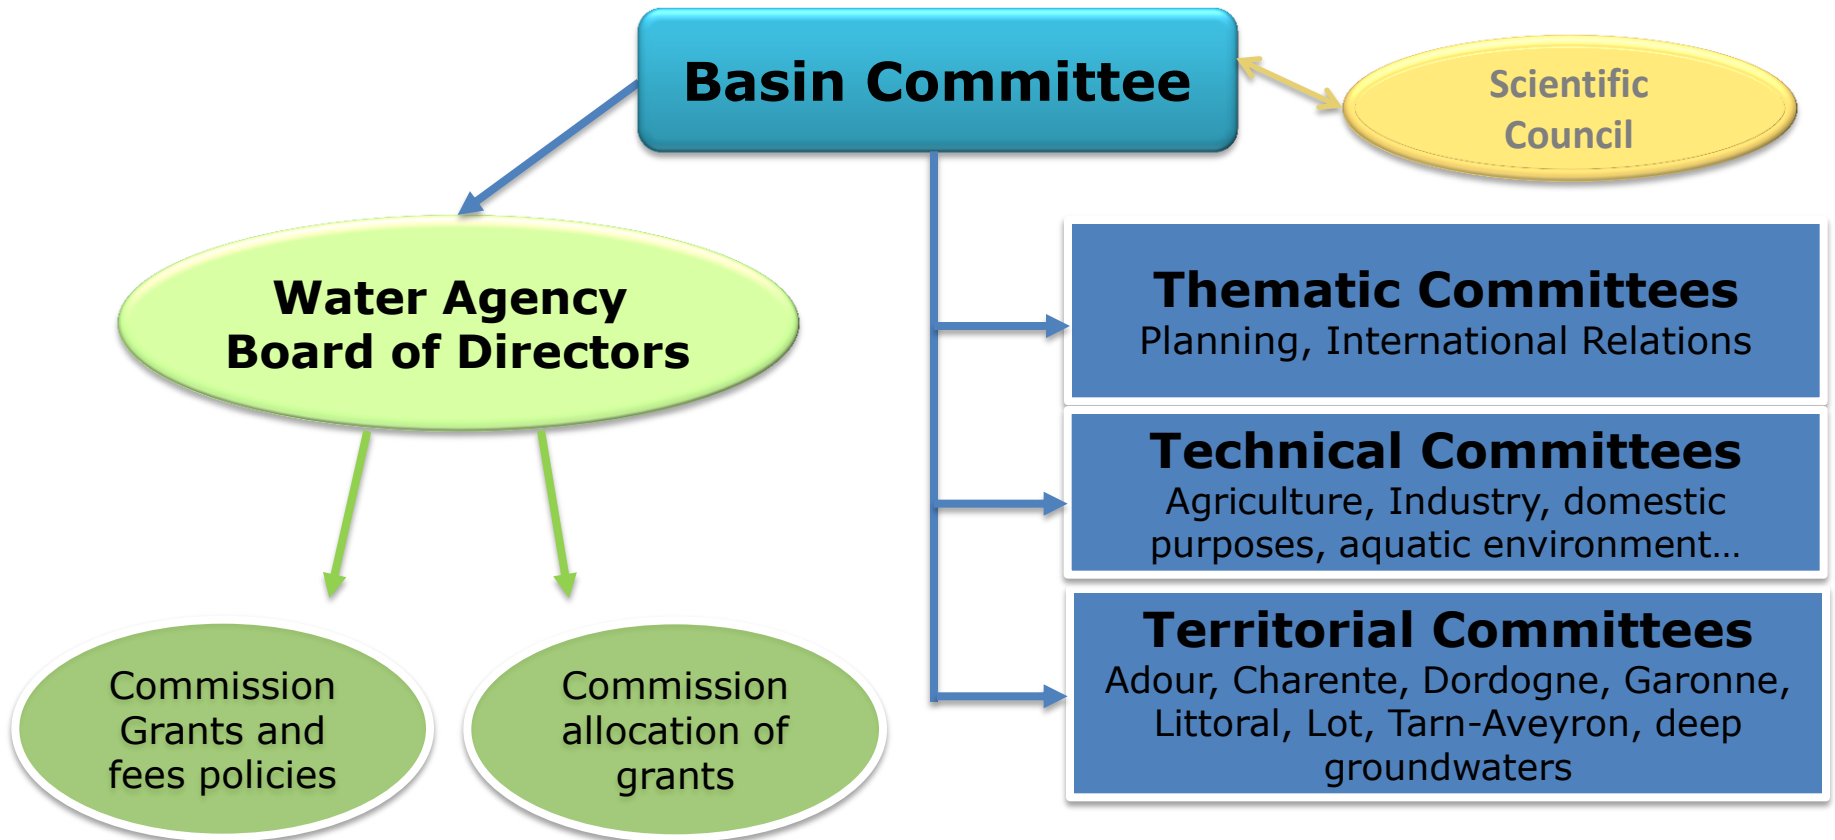 Basin Committee
Scientific
Council
Water Agency
Board of Directors
Thematic Committees
Planning, International Relations
Technical Committees
Agriculture, Industry, domestic
purposes, aquatic environment…
Territorial Committees
Adour, Charente, Dordogne, Garonne,
Littoral, Lot, Tarn-Aveyron, deep
groundwaters
Commission
Grants and
fees policies
Commission
allocation of
grants